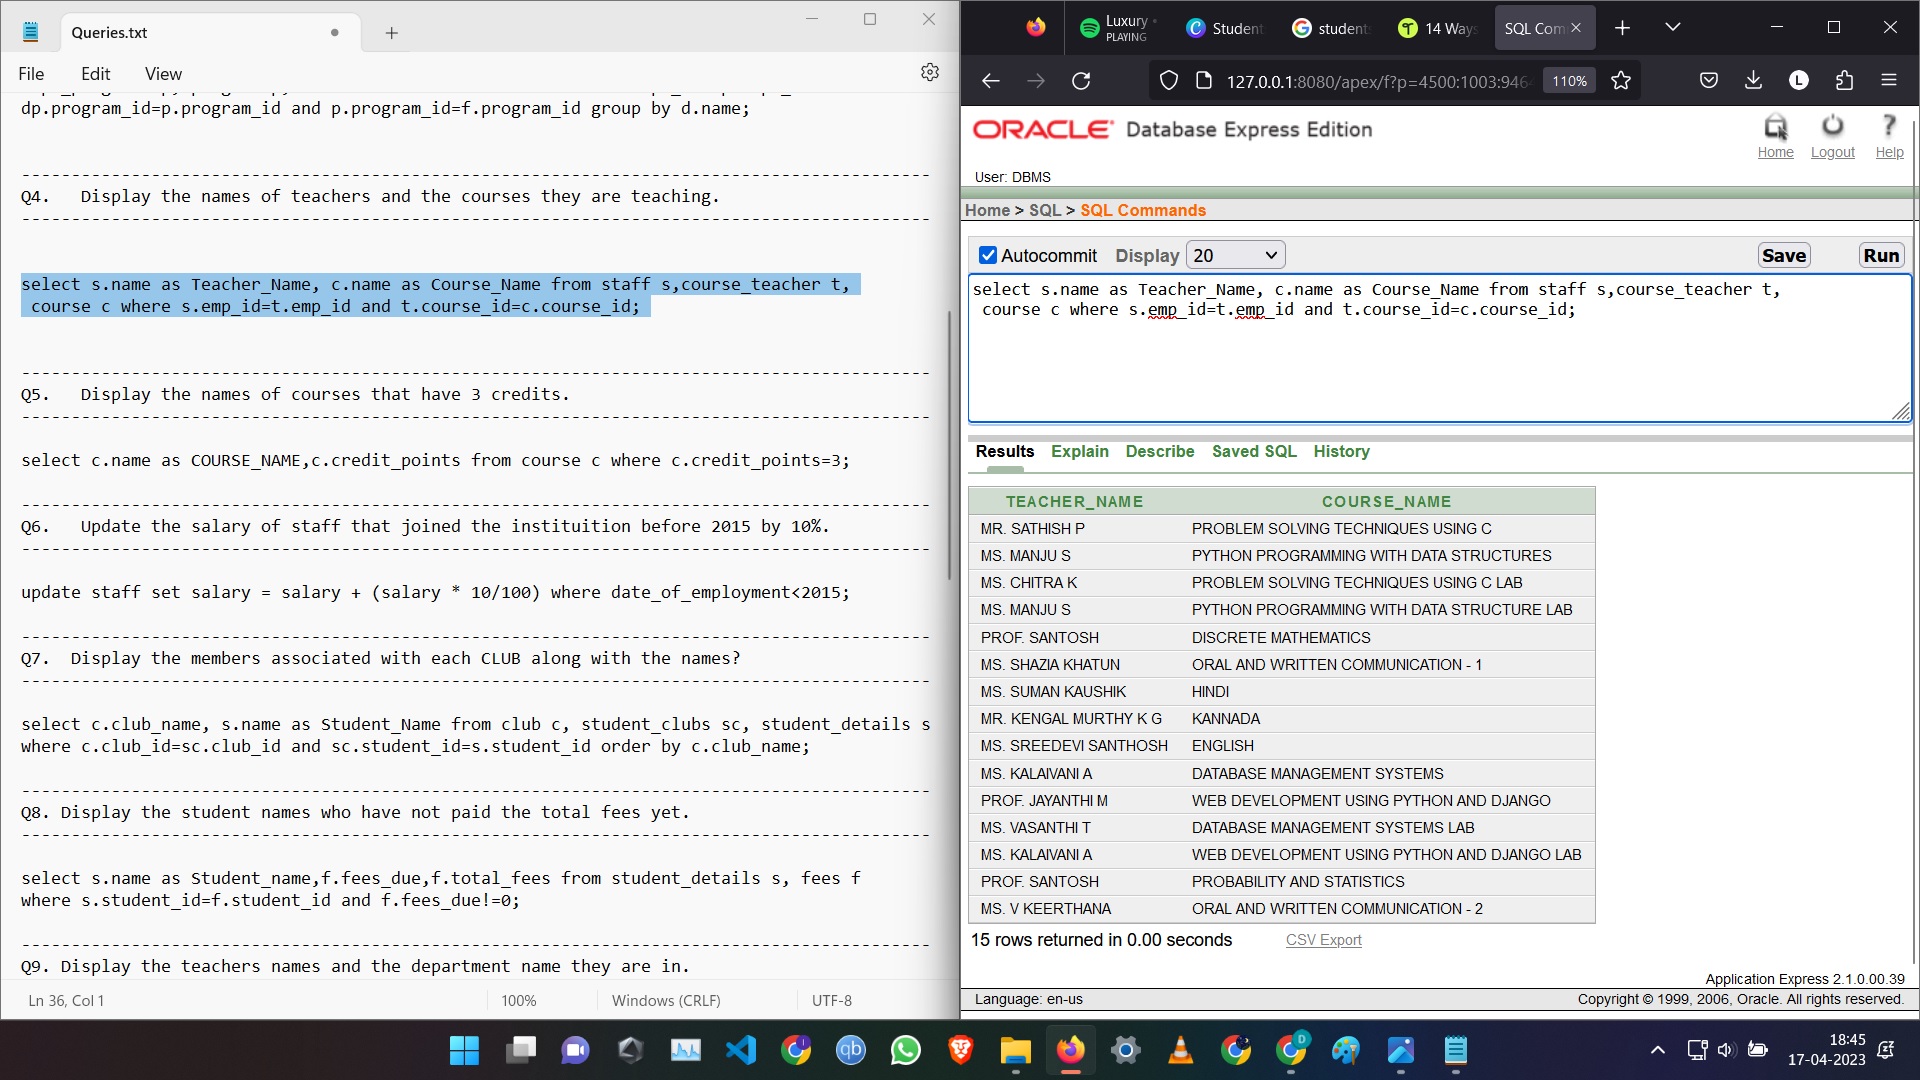 Queries.txt
File Edit View
dp.program_id=p.program_id and p.program_id=f.program_id group by d.name;
-------------------------------------------------------------------------------------------
Q4. Display the names of teachers and the courses they are teaching.
-------------------------------------------------------------------------------------------
select s.name as Teacher_Name, c.name as Course_Name from staff s,course_teacher t,
course c where s.emp_id=t.emp_id and t.course_id=c.course_id;
-------------------------------------------------------------------------------------------
Q5. Display the names of courses that have 3 credits.
-------------------------------------------------------------------------------------------
select c.name as COURSE_NAME,c.credit_points from course c where c.credit_points=3;
-------------------------------------------------------------------------------------------
Q6. Update the salary of staff that joined the instituition before 2015 by 10%.
-------------------------------------------------------------------------------------------
update staff set salary = salary + (salary * 10/100) where date_of_employment<2015;
-------------------------------------------------------------------------------------------
Q7. Display the members associated with each CLUB along with the names?
-------------------------------------------------------------------------------------------
select c.club_name, s.name as Student_Name from club c, student_clubs sc, student_details s
where c.club_id=sc.club_id and sc.student_id=s.student_id order by c.club_name;
-------------------------------------------------------------------------------------------
Q8. Display the student names who have not paid the total fees yet.
-------------------------------------------------------------------------------------------
select s.name as Student_name,f.fees_due,f.total_fees from student_details s, fees f
where s.student_id=f.student_id and f.fees_due!=0;
-------------------------------------------------------------------------------------------
Q9. Display the teachers names and the department name they are in.
Ln 36, Col 1 100% Windows (CRLF) UTF-8
Luxury
PLAYING
Student
student
14 Ways
SQL Com
127.0.0.1:8080/apex/f?p=4500:1003:946
110%
L
ORACLE Database Express Edition
Home Logout Help
User: DBMS
Home > SQL > SQL Commands
Autocommit Display 20 Save Run
select s.name as Teacher_Name, c.name as Course_Name from staff s,course_teacher t,
course c where s.emp_id=t.emp_id and t.course_id=c.course_id;
Results Explain Describe Saved SQL History
TEACHER_NAME COURSE_NAME
MR. SATHISH P PROBLEM SOLVING TECHNIQUES USING C
MS. MANJU S PYTHON PROGRAMMING WITH DATA STRUCTURES
MS. CHITRA K PROBLEM SOLVING TECHNIQUES USING C LAB
MS. MANJU S PYTHON PROGRAMMING WITH DATA STRUCTURE LAB
PROF. SANTOSH DISCRETE MATHEMATICS
MS. SHAZIA KHATUN ORAL AND WRITTEN COMMUNICATION - 1
MS. SUMAN KAUSHIK HINDI
MR. KENGAL MURTHY K G KANNADA
MS. SREEDEVI SANTHOSH ENGLISH
MS. KALAIVANI A DATABASE MANAGEMENT SYSTEMS
PROF. JAYANTHI M WEB DEVELOPMENT USING PYTHON AND DJANGO
MS. VASANTHI T DATABASE MANAGEMENT SYSTEMS LAB
MS. KALAIVANI A WEB DEVELOPMENT USING PYTHON AND DJANGO LAB
PROF. SANTOSH PROBABILITY AND STATISTICS
MS. V KEERTHANA ORAL AND WRITTEN COMMUNICATION - 2
15 rows returned in 0.00 seconds CSV Export
Application Express 2.1.0.00.39
Language: en-us Copyright © 1999, 2006, Oracle. All rights reserved.
qb
D
18:45
17-04-2023